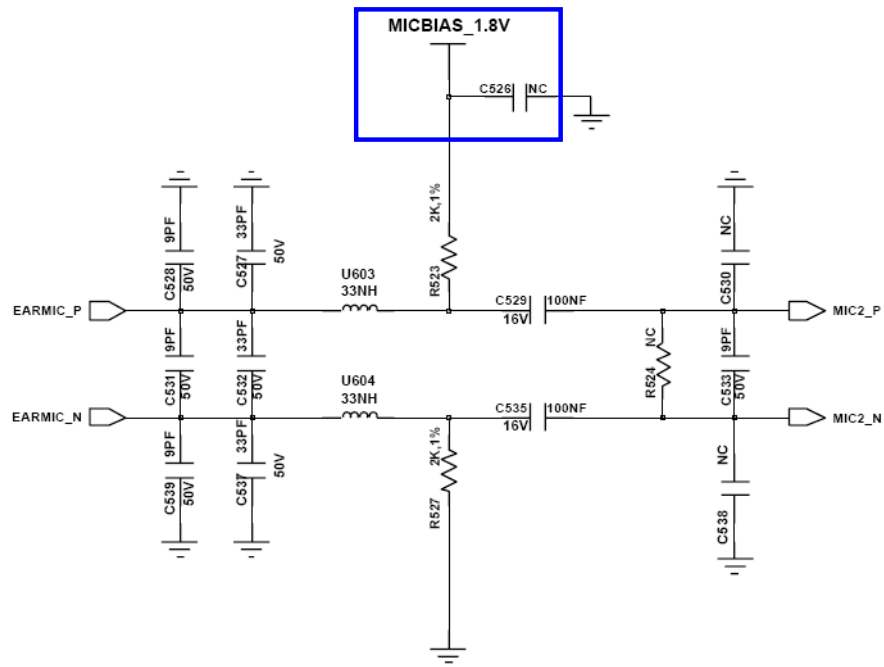 MICBIAS_1.8V
C526 NC
2K,1%
R523
9PF
C528
50V
33PF
C527
50V
NC
C530
U603
33NH
C529 100NF
16V
EARMIC_P
MIC2_P
9PF
C531
50V
33PF
C532
50V
NC
R524
9PF
C533
50V
U604
33NH
C535 100NF
16V
EARMIC_N
MIC2_N
9PF
C539
50V
33PF
C537
50V
2K,1%
R527
NC
C538